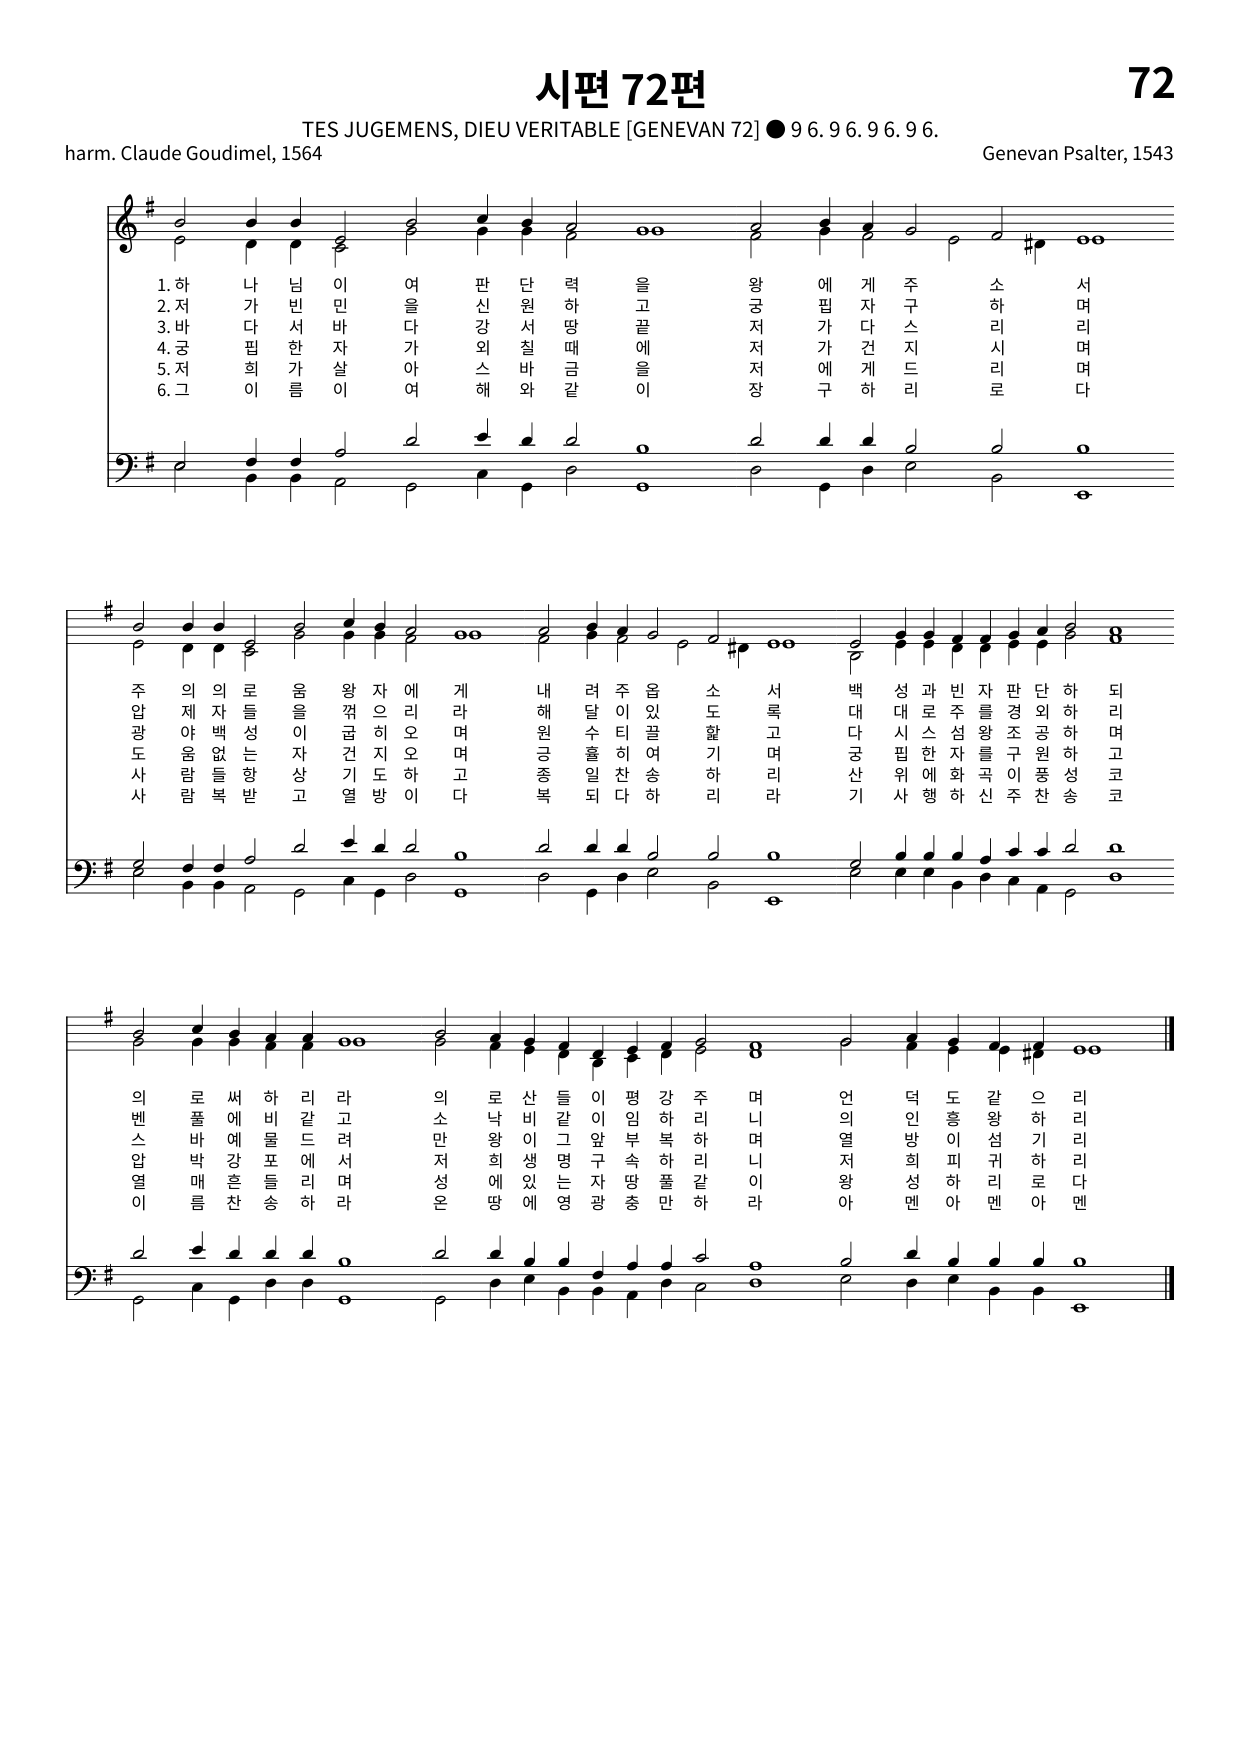 시편 72편
72
TES JUGEMENS, DIEU VERITABLE [GENEVAN 72] ● 9 6. 9 6. 9 6. 9 6.
harm. Claude Goudimel, 1564
Genevan Psalter, 1543
1. 하 나 님 이 여 판 단 력 을 왕 에 게 주 소 서
2. 저 가 빈 민 을 신 원 하 고 궁 핍 자 구 하 며
3. 바 다 서 바 다 강 서 땅 끝 저 가 다 스 리 리
4. 궁 핍 한 자 가 외 칠 때 에 저 가 건 지 시 며
5. 저 희 가 살 아 스 바 금 을 저 에 게 드 리 며
6. 그 이 름 이 여 해 와 같 이 장 구 하 리 로 다
주 의 의 로 움 왕 자 에 게 내 려 주 옵 소 서 백 성 과 빈 자 판 단 하 되
압 제 자 들 을 꺾 으 리 라 해 달 이 있 도 록 대 대 로 주 를 경 외 하 리
광 야 백 성 이 굽 히 오 며 원 수 티 끌 핥 고 다 시 스 섬 왕 조 공 하 며
도 움 없 는 자 건 지 오 며 긍 휼 히 여 기 며 궁 핍 한 자 를 구 원 하 고
사 람 들 항 상 기 도 하 고 종 일 찬 송 하 리 산 위 에 화 곡 이 풍 성 코
사 람 복 받 고 열 방 이 다 복 되 다 하 리 라 기 사 행 하 신 주 찬 송 코
의 로 써 하 리 라 의 로 산 들 이 평 강 주 며 언 덕 도 같 으 리
벤 풀 에 비 같 고 소 낙 비 같 이 임 하 리 니 의 인 흥 왕 하 리
스 바 예 물 드 려 만 왕 이 그 앞 부 복 하 며 열 방 이 섬 기 리
압 박 강 포 에 서 저 희 생 명 구 속 하 리 니 저 희 피 귀 하 리
열 매 흔 들 리 며 성 에 있 는 자 땅 풀 같 이 왕 성 하 리 로 다
이 름 찬 송 하 라 온 땅 에 영 광 충 만 하 라 아 멘 아 멘 아 멘